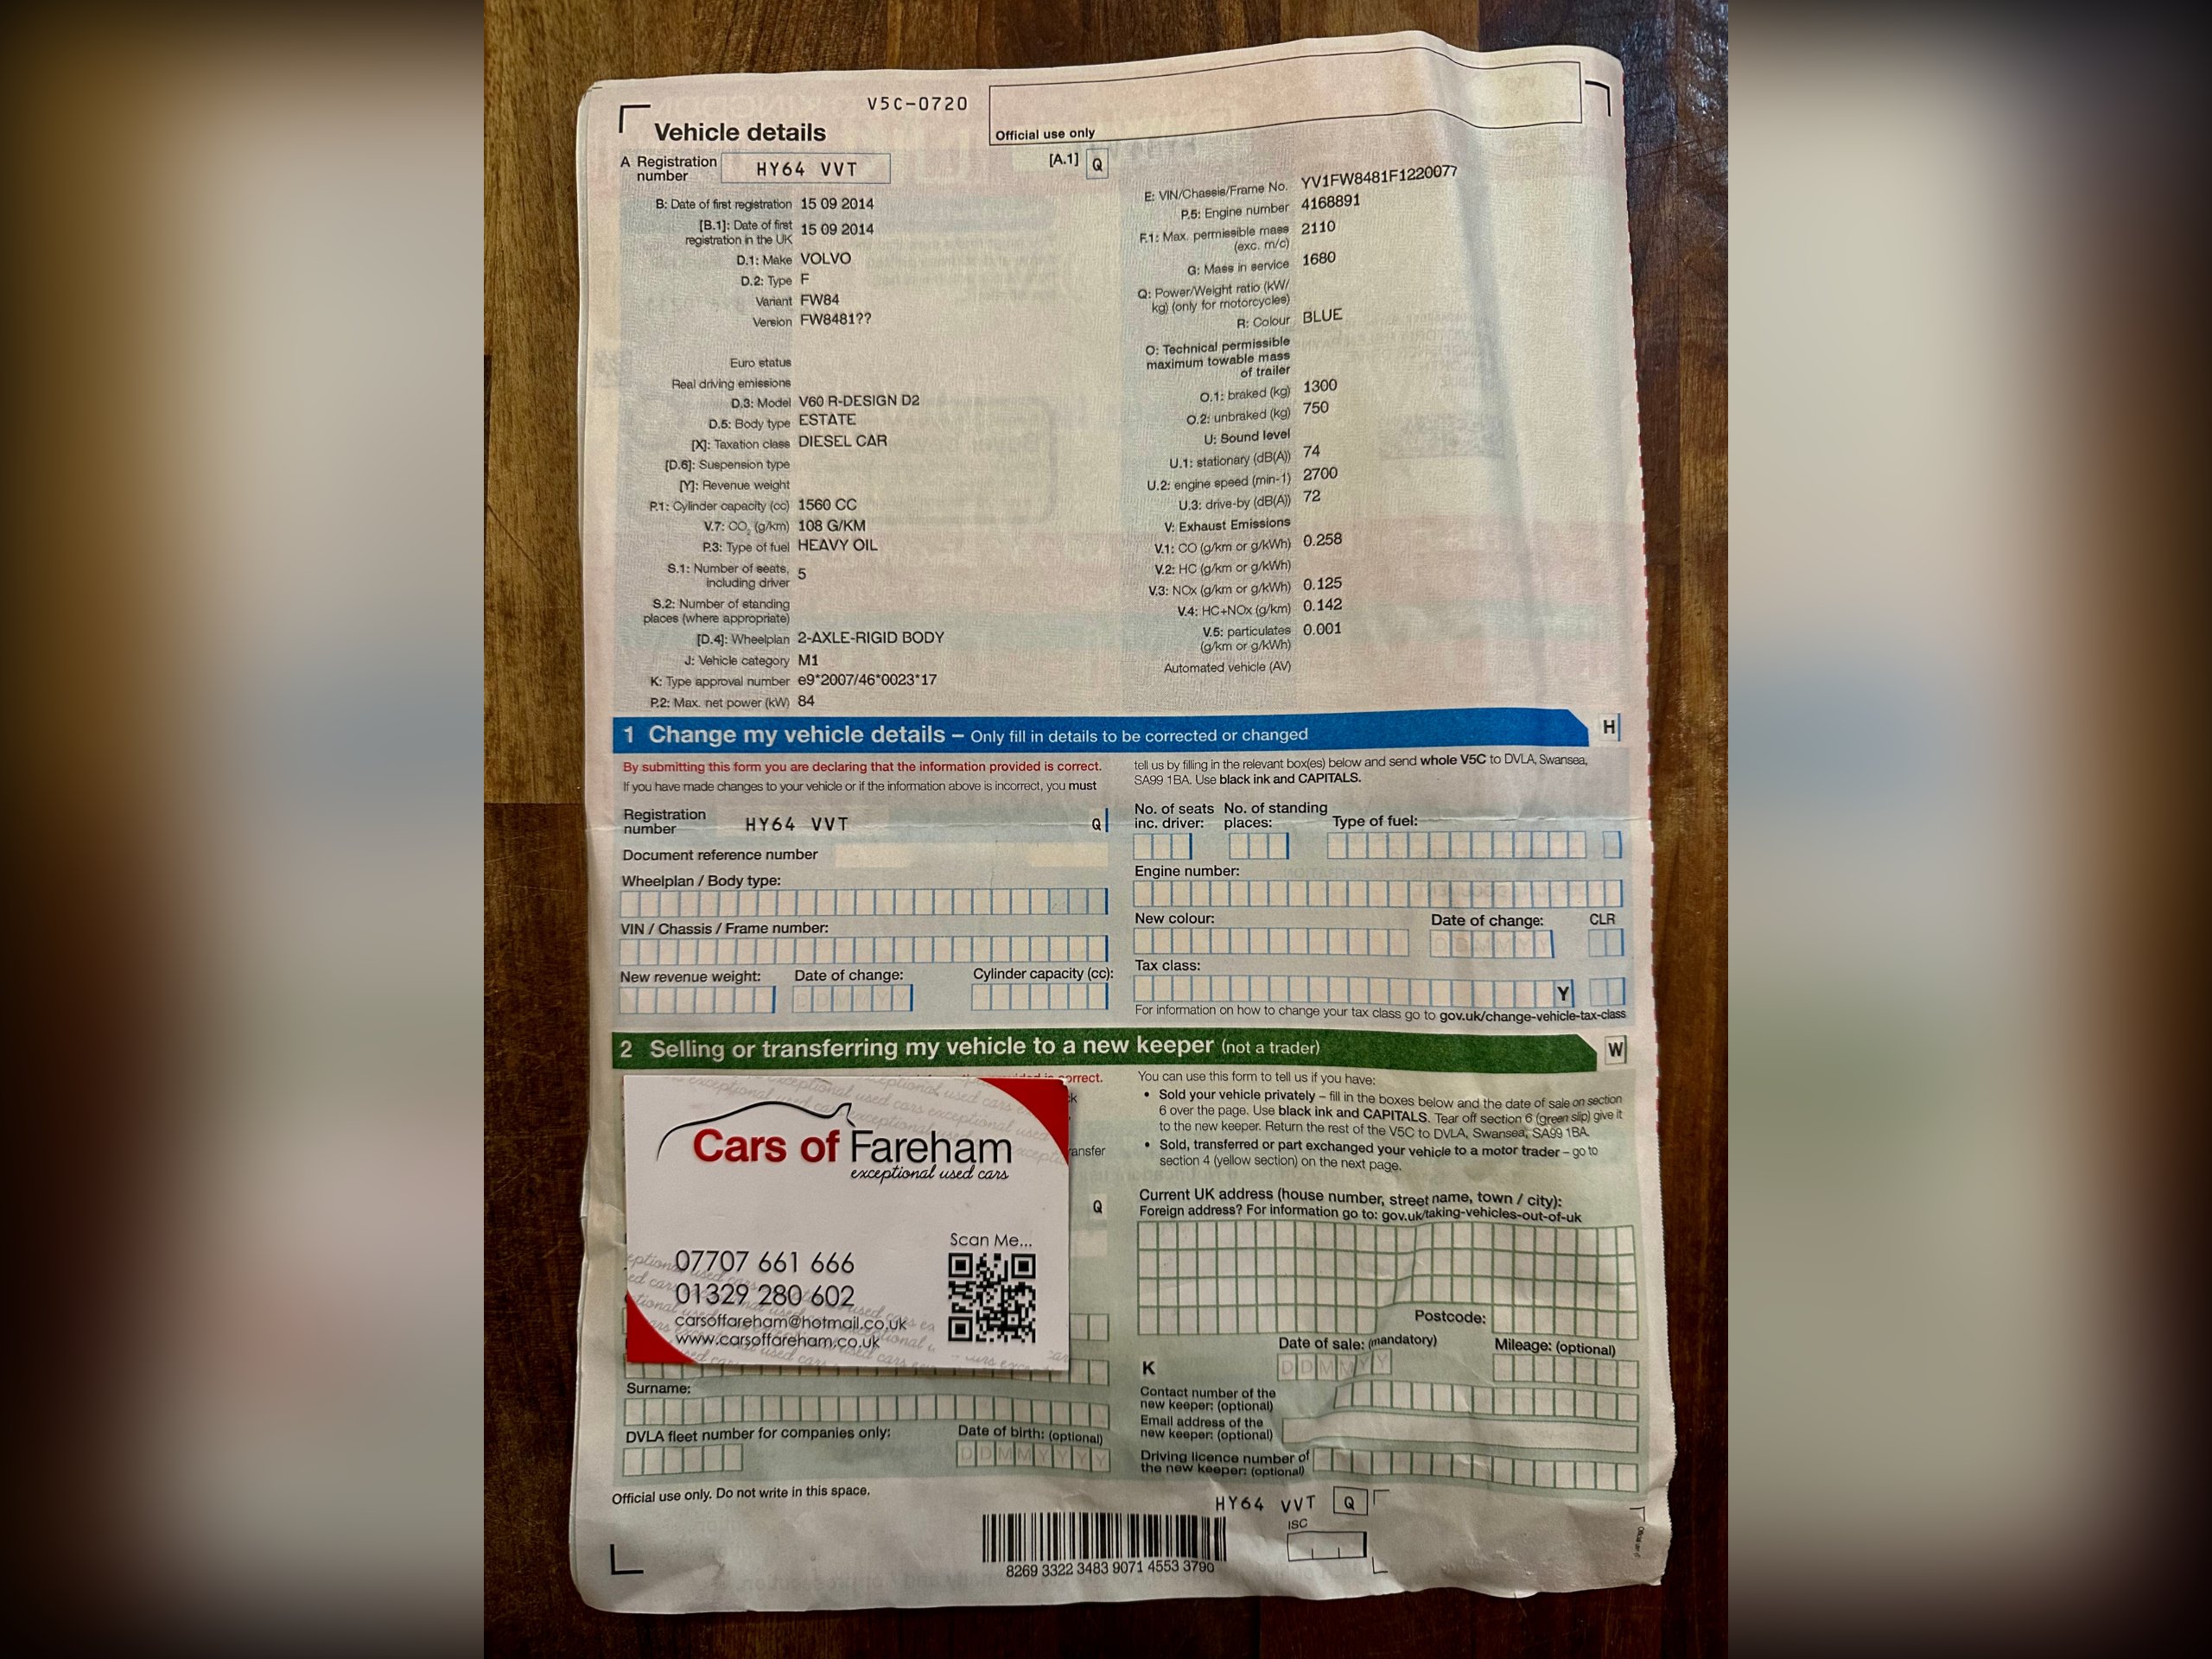 V5C-0720
Official use only
Vehicle details
A Registration number HY64 VVT [A.1] Q
B: Date of first registration 15 09 2014
[B.1]: Date of first registration in the UK 15 09 2014
D.1: Make VOLVO
D.2: Type F
Variant FW84
Version FW8481??
Euro status
Real driving emissions
D.3: Model V60 R-DESIGN D2
D.5: Body type ESTATE
[X]: Taxation class DIESEL CAR
[D.6]: Suspension type
[Y]: Revenue weight
P.1: Cylinder capacity (cc) 1560 CC
V.7: CO2 (g/km) 108 G/KM
P.3: Type of fuel HEAVY OIL
S.1: Number of seats, including driver 5
S.2: Number of standing places (where appropriate)
[D.4]: Wheelplan 2-AXLE-RIGID BODY
J: Vehicle category M1
K: Type approval number e9*2007/46*0023*17
P.2: Max. net power (kW) 84
E: VIN/Chassis/Frame No. YV1FW8481F1220077
P.5: Engine number 4168891
F.1: Max. permissible mass (exc. m/c) 2110
G: Mass in service 1680
Q: Power/Weight ratio (kW/kg) (only for motorcycles)
R: Colour BLUE
O: Technical permissible maximum towable mass of trailer
O.1: braked (kg) 1300
O.2: unbraked (kg) 750
U: Sound level
U.1: stationary (dB(A)) 74
U.2: engine speed (min-1) 2700
U.3: drive-by (dB(A)) 72
V: Exhaust Emissions
V.1: CO (g/km or g/kWh) 0.258
V.2: HC (g/km or g/kWh)
V.3: NOx (g/km or g/kWh) 0.125
V.4: HC+NOx (g/km) 0.142
V.5: particulates (g/km or g/kWh) 0.001
Automated vehicle (AV)
1 Change my vehicle details – Only fill in details to be corrected or changed H
By submitting this form you are declaring that the information provided is correct.
If you have made changes to your vehicle or if the information above is incorrect, you must
tell us by filling in the relevant box(es) below and send whole V5C to DVLA, Swansea,
SA99 1BA. Use black ink and CAPITALS.
Registration number HY64 VVT Q
Document reference number
Wheelplan / Body type:
VIN / Chassis / Frame number:
New revenue weight: Date of change: Cylinder capacity (cc):
DDMMYY
No. of seats inc. driver: No. of standing places: Type of fuel:
Engine number:
New colour: Date of change: CLR
DDMMYY
Tax class:
Y
For information on how to change your tax class go to gov.uk/change-vehicle-tax-class
2 Selling or transferring my vehicle to a new keeper (not a trader) W
correct.
Q
Cars of Fareham
exceptional used cars
Scan Me...
07707 661 666
01329 280 602
carsoffareham@hotmail.co.uk
www.carsoffareham.co.uk
Surname:
DVLA fleet number for companies only: Date of birth: (optional)
DDMMYYYY
You can use this form to tell us if you have:
• Sold your vehicle privately – fill in the boxes below and the date of sale on section
6 over the page. Use black ink and CAPITALS. Tear off section 6 (green slip) give it
to the new keeper. Return the rest of the V5C to DVLA, Swansea, SA99 1BA.
• Sold, transferred or part exchanged your vehicle to a motor trader – go to
section 4 (yellow section) on the next page.
Current UK address (house number, street name, town / city):
Foreign address? For information go to: gov.uk/taking-vehicles-out-of-uk
Postcode:
Date of sale: (mandatory) Mileage: (optional)
K DDMMYY
Contact number of the new keeper: (optional)
Email address of the new keeper: (optional)
Driving licence number of the new keeper: (optional)
Official use only. Do not write in this space.
HY64 VVT Q
ISC
8269 3322 3483 9071 4553 3790